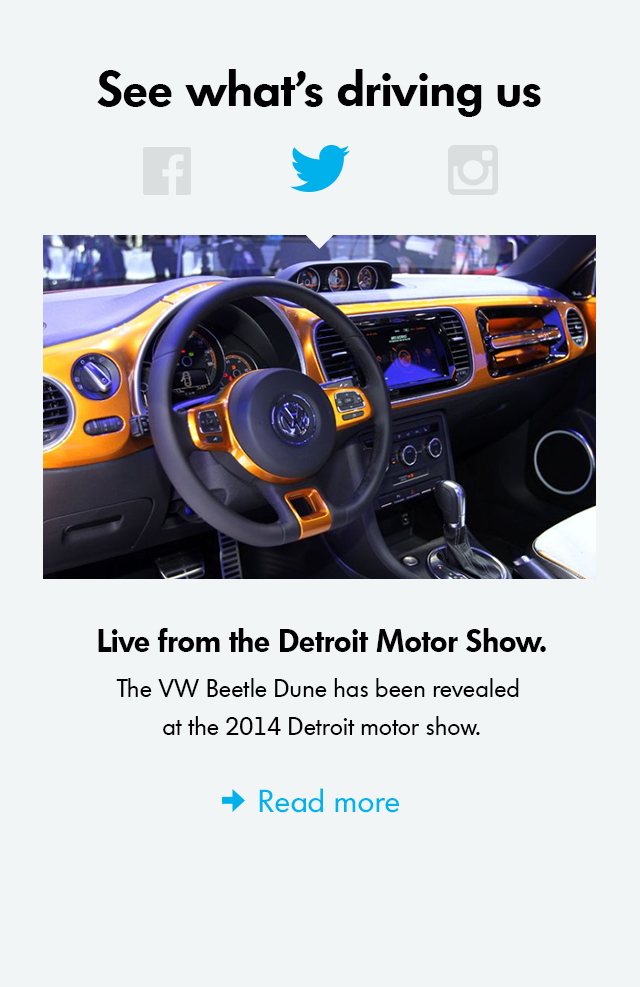 See what's driving us
Live from the Detroit Motor Show.
The VW Beetle Dune has been revealed
at the 2014 Detroit motor show.
Read more